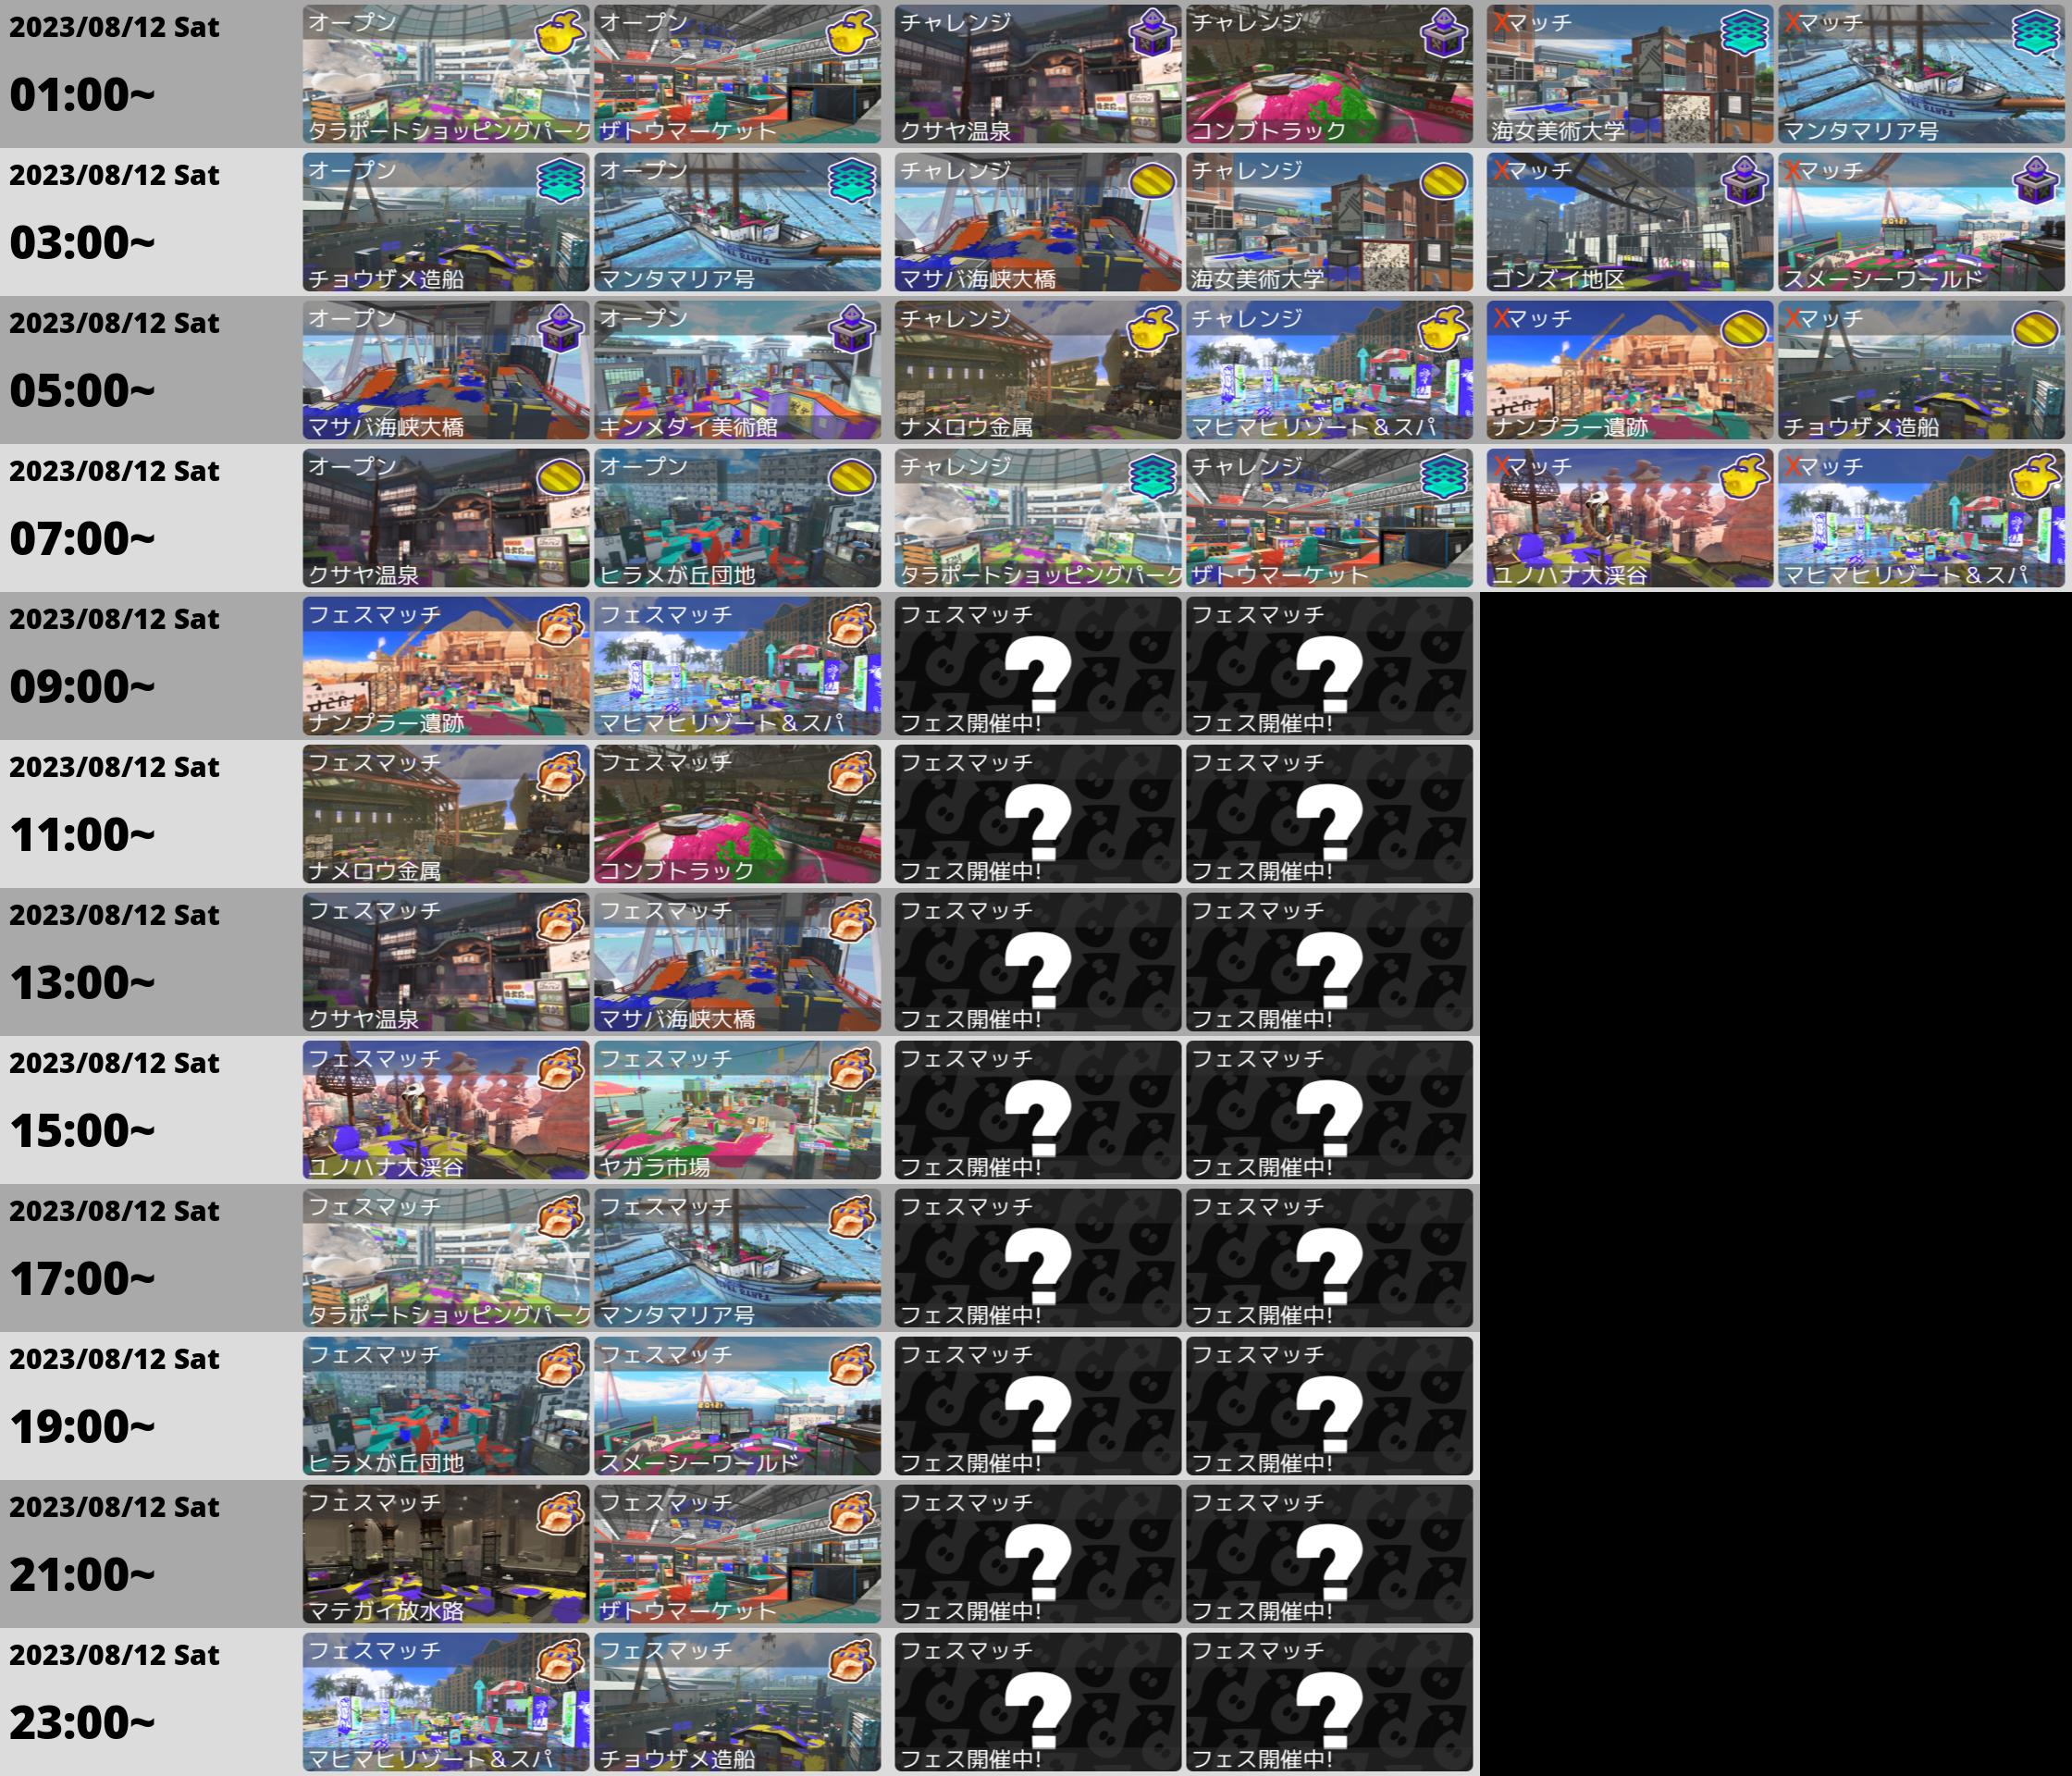 2023/08/12 Sat
01:00~
オープン
タラポートショッピングパーク
オープン
ザトウマーケット
チャレンジ
クサヤ温泉
チャレンジ
コンブトラック
Xマッチ
海女美術大学
Xマッチ
マンタマリア号
2023/08/12 Sat
03:00~
オープン
チョウザメ造船
オープン
マンタマリア号
チャレンジ
マサバ海峡大橋
チャレンジ
海女美術大学
Xマッチ
ゴンズイ地区
Xマッチ
スメーシーワールド
2023/08/12 Sat
05:00~
オープン
マサバ海峡大橋
オープン
キンメダイ美術館
チャレンジ
ナメロウ金属
チャレンジ
マヒマヒリゾート＆スパ
Xマッチ
ナンプラー遺跡
Xマッチ
チョウザメ造船
2023/08/12 Sat
07:00~
オープン
クサヤ温泉
オープン
ヒラメが丘団地
チャレンジ
タラポートショッピングパーク
チャレンジ
ザトウマーケット
Xマッチ
ユノハナ大渓谷
Xマッチ
マヒマヒリゾート＆スパ
2023/08/12 Sat
09:00~
フェスマッチ
ナンプラー遺跡
フェスマッチ
マヒマヒリゾート＆スパ
フェスマッチ
?
フェス開催中!
フェスマッチ
?
フェス開催中!
2023/08/12 Sat
11:00~
フェスマッチ
ナメロウ金属
フェスマッチ
コンブトラック
フェスマッチ
?
フェス開催中!
フェスマッチ
?
フェス開催中!
2023/08/12 Sat
13:00~
フェスマッチ
クサヤ温泉
フェスマッチ
マサバ海峡大橋
フェスマッチ
?
フェス開催中!
フェスマッチ
?
フェス開催中!
2023/08/12 Sat
15:00~
フェスマッチ
ユノハナ大渓谷
フェスマッチ
ヤガラ市場
フェスマッチ
?
フェス開催中!
フェスマッチ
?
フェス開催中!
2023/08/12 Sat
17:00~
フェスマッチ
タラポートショッピングパーク
フェスマッチ
マンタマリア号
フェスマッチ
?
フェス開催中!
フェスマッチ
?
フェス開催中!
2023/08/12 Sat
19:00~
フェスマッチ
ヒラメが丘団地
フェスマッチ
スメーシーワールド
フェスマッチ
?
フェス開催中!
フェスマッチ
?
フェス開催中!
2023/08/12 Sat
21:00~
フェスマッチ
マテガイ放水路
フェスマッチ
ザトウマーケット
フェスマッチ
?
フェス開催中!
フェスマッチ
?
フェス開催中!
2023/08/12 Sat
23:00~
フェスマッチ
マヒマヒリゾート＆スパ
フェスマッチ
チョウザメ造船
フェスマッチ
?
フェス開催中!
フェスマッチ
?
フェス開催中!